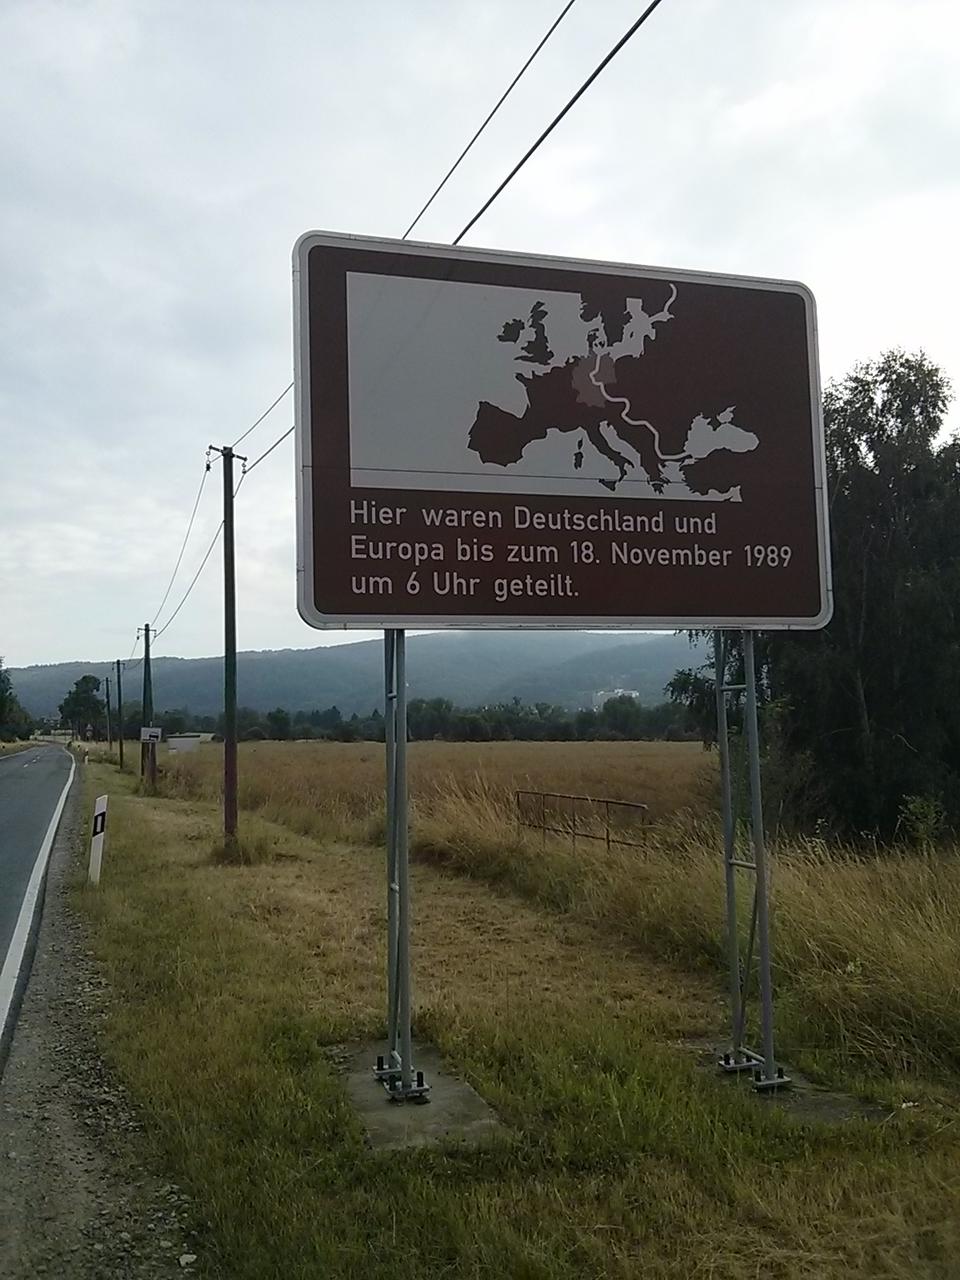 Hier waren Deutschland und
Europa bis zum 18. November 1989
um 6 Uhr geteilt.